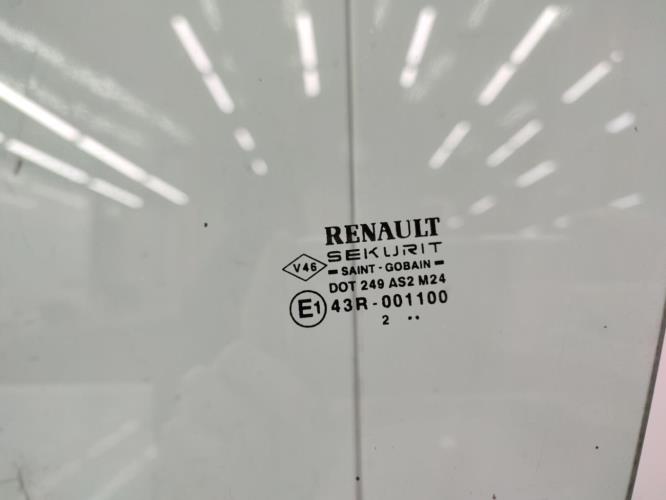 RENAULT
SEKURIT
V46
SAINT-GOBAIN
DOT 249 AS2 M24
E1 43R-001100
2 ..